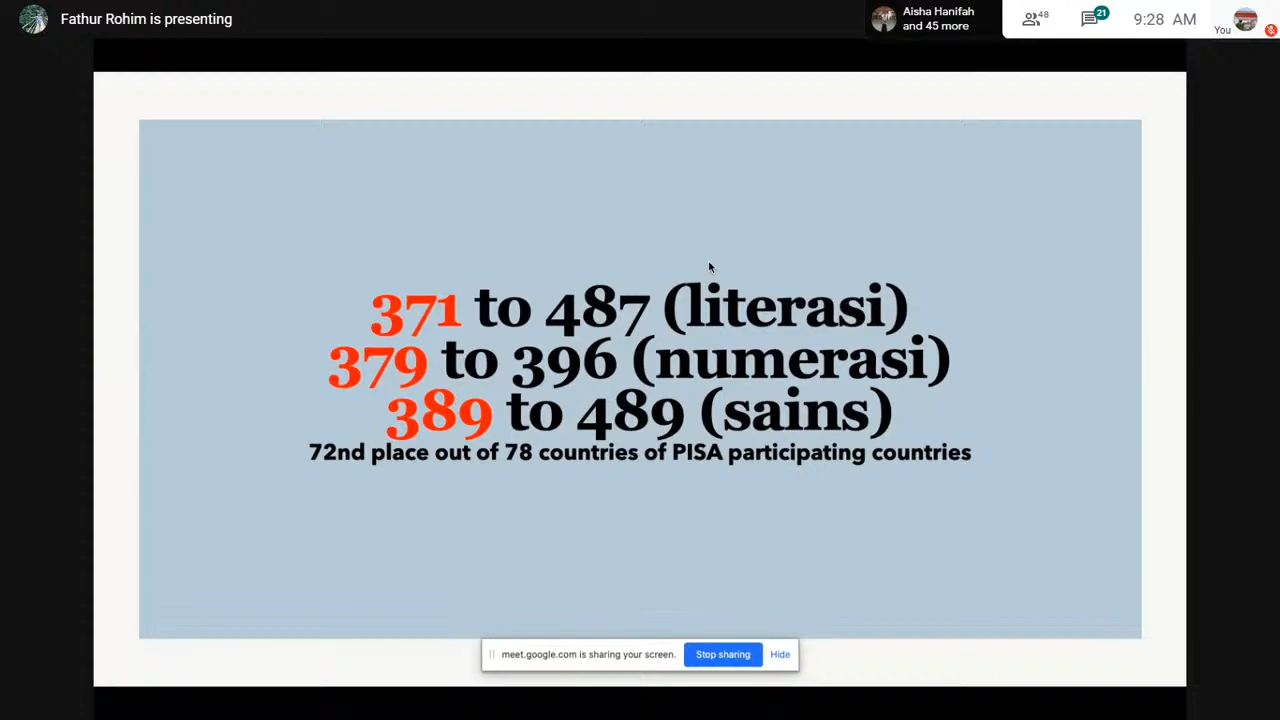 Fathur Rohim is presenting
Aisha Hanifah
and 45 more
48
21
9:28 AM
You
371 to 487 (literasi)
379 to 396 (numerasi)
389 to 489 (sains)
72nd place out of 78 countries of PISA participating countries
meet.google.com is sharing your screen.
Stop sharing
Hide